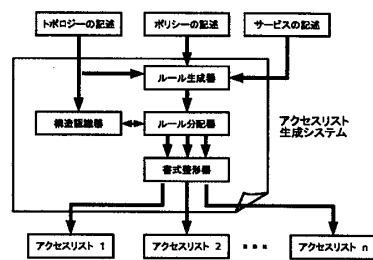 トポロジーの記述
ポリシーの記述
サービスの記述
ルール生成器
構造認識器
ルール分配器
アクセスリスト
生成システム
書式整形器
アクセスリスト 1
アクセスリスト 2
・・・
アクセスリスト n